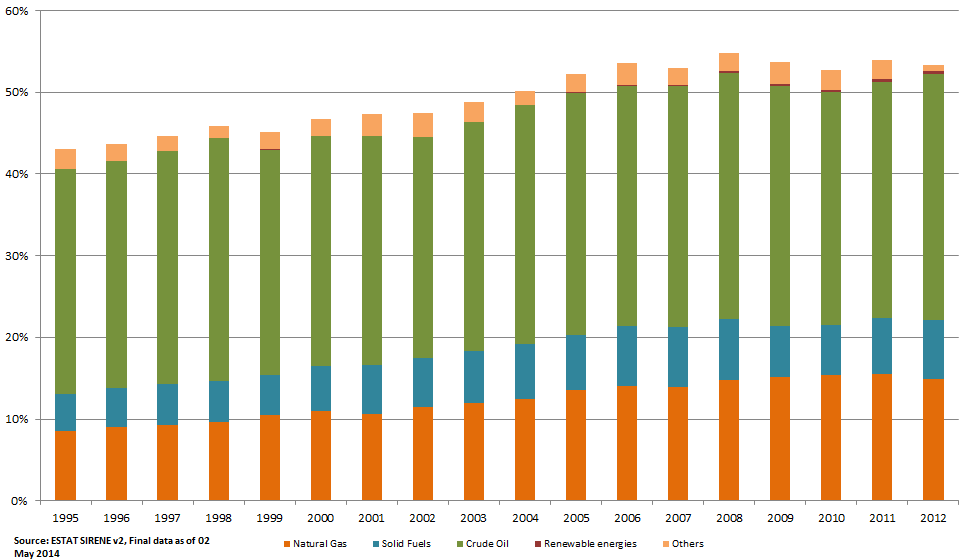 60%
50%
40%
30%
20%
10%
0%
1995 1996 1997 1998 1999 2000 2001 2002 2003 2004 2005 2006 2007 2008 2009 2010 2011 2012
Source: ESTAT SIRENE v2, Final data as of 02
May 2014
Natural Gas Solid Fuels Crude Oil Renewable energies Others